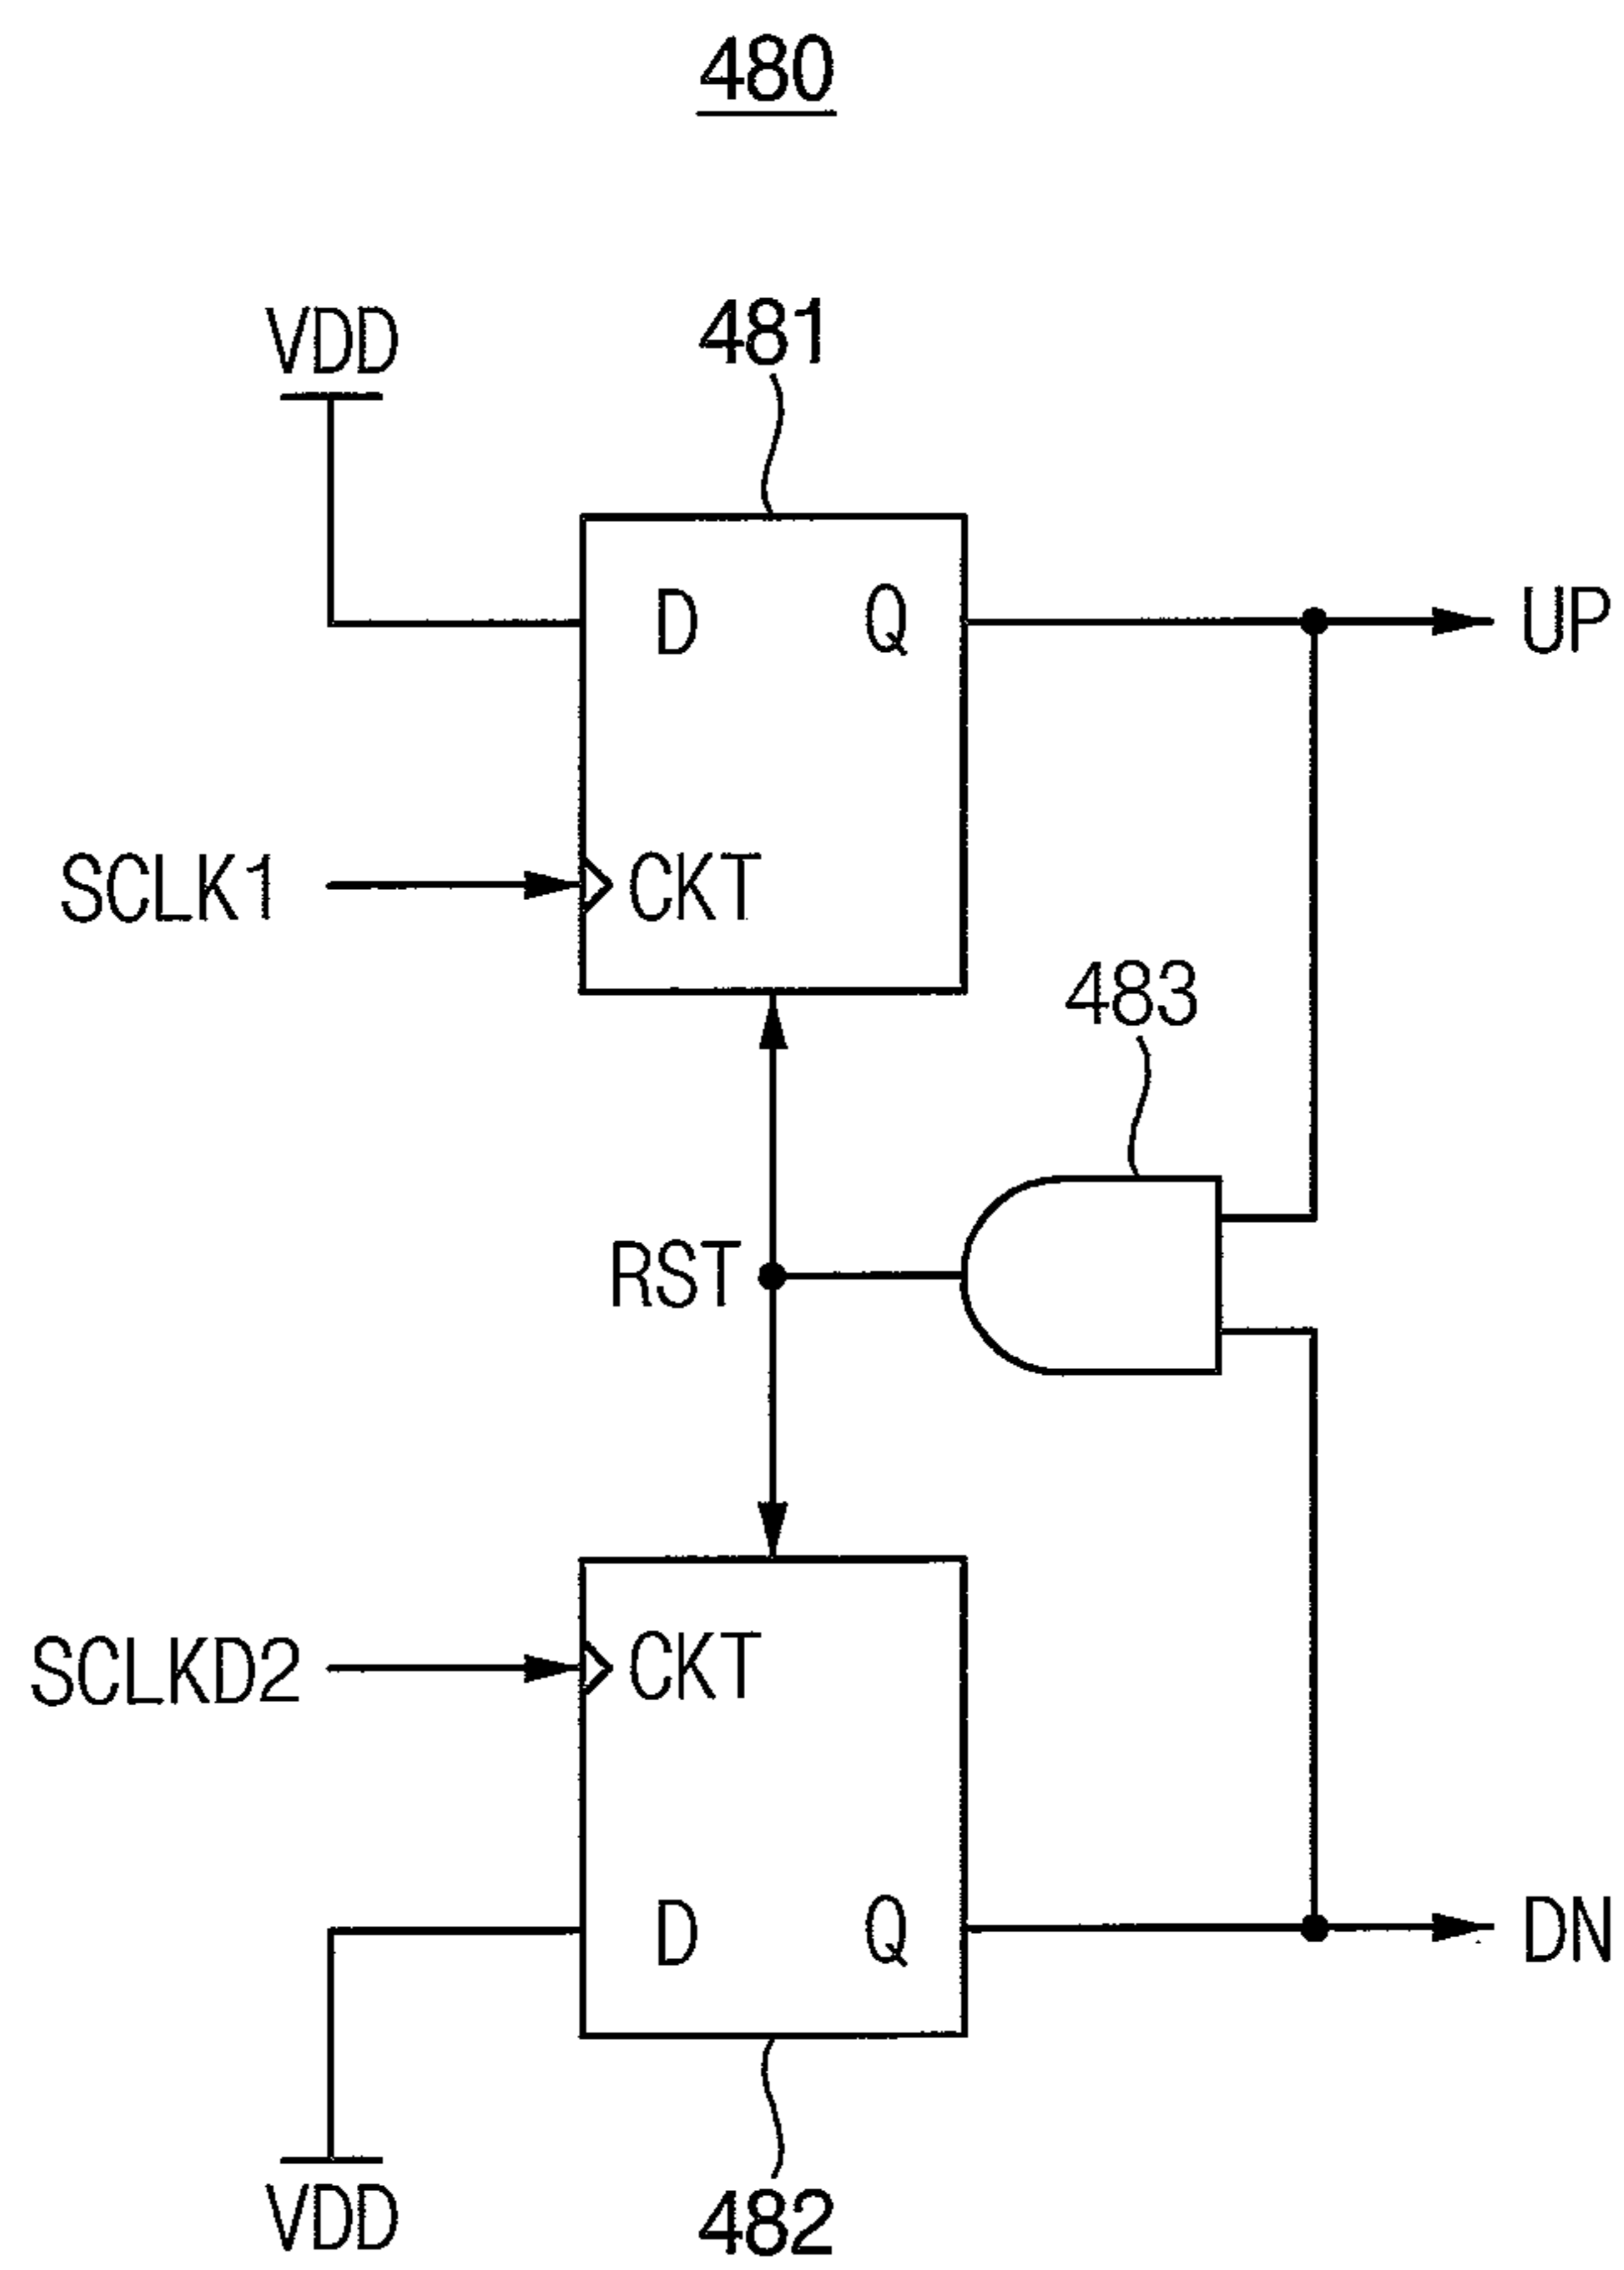 480
VDD
481
D Q
UP
SCLK1
CKT
483
RST
SCLKD2
CKT
D Q
DN
VDD
482